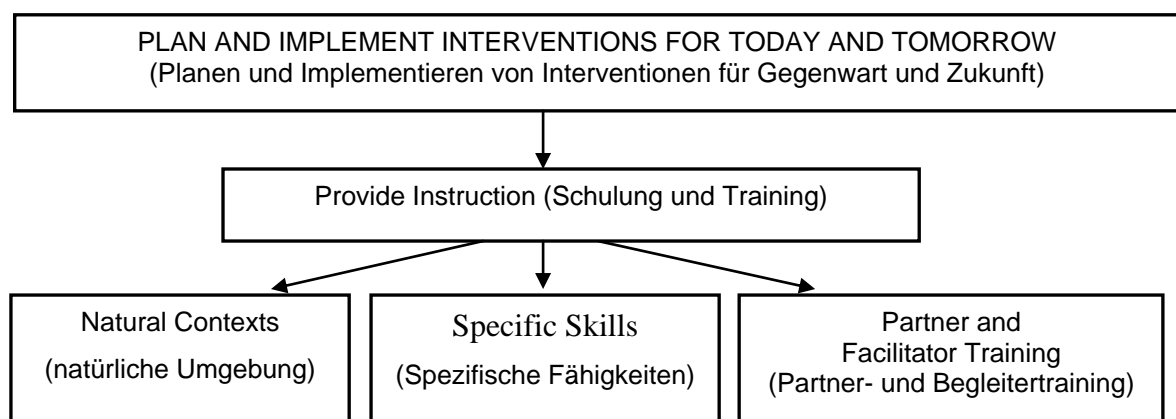 PLAN AND IMPLEMENT INTERVENTIONS FOR TODAY AND TOMORROW
(Planen und Implementieren von Interventionen für Gegenwart und Zukunft)
Provide Instruction (Schulung und Training)
Natural Contexts
(natürliche Umgebung)
Specific Skills
(Spezifische Fähigkeiten)
Partner and
Facilitator Training
(Partner- und Begleitertraining)